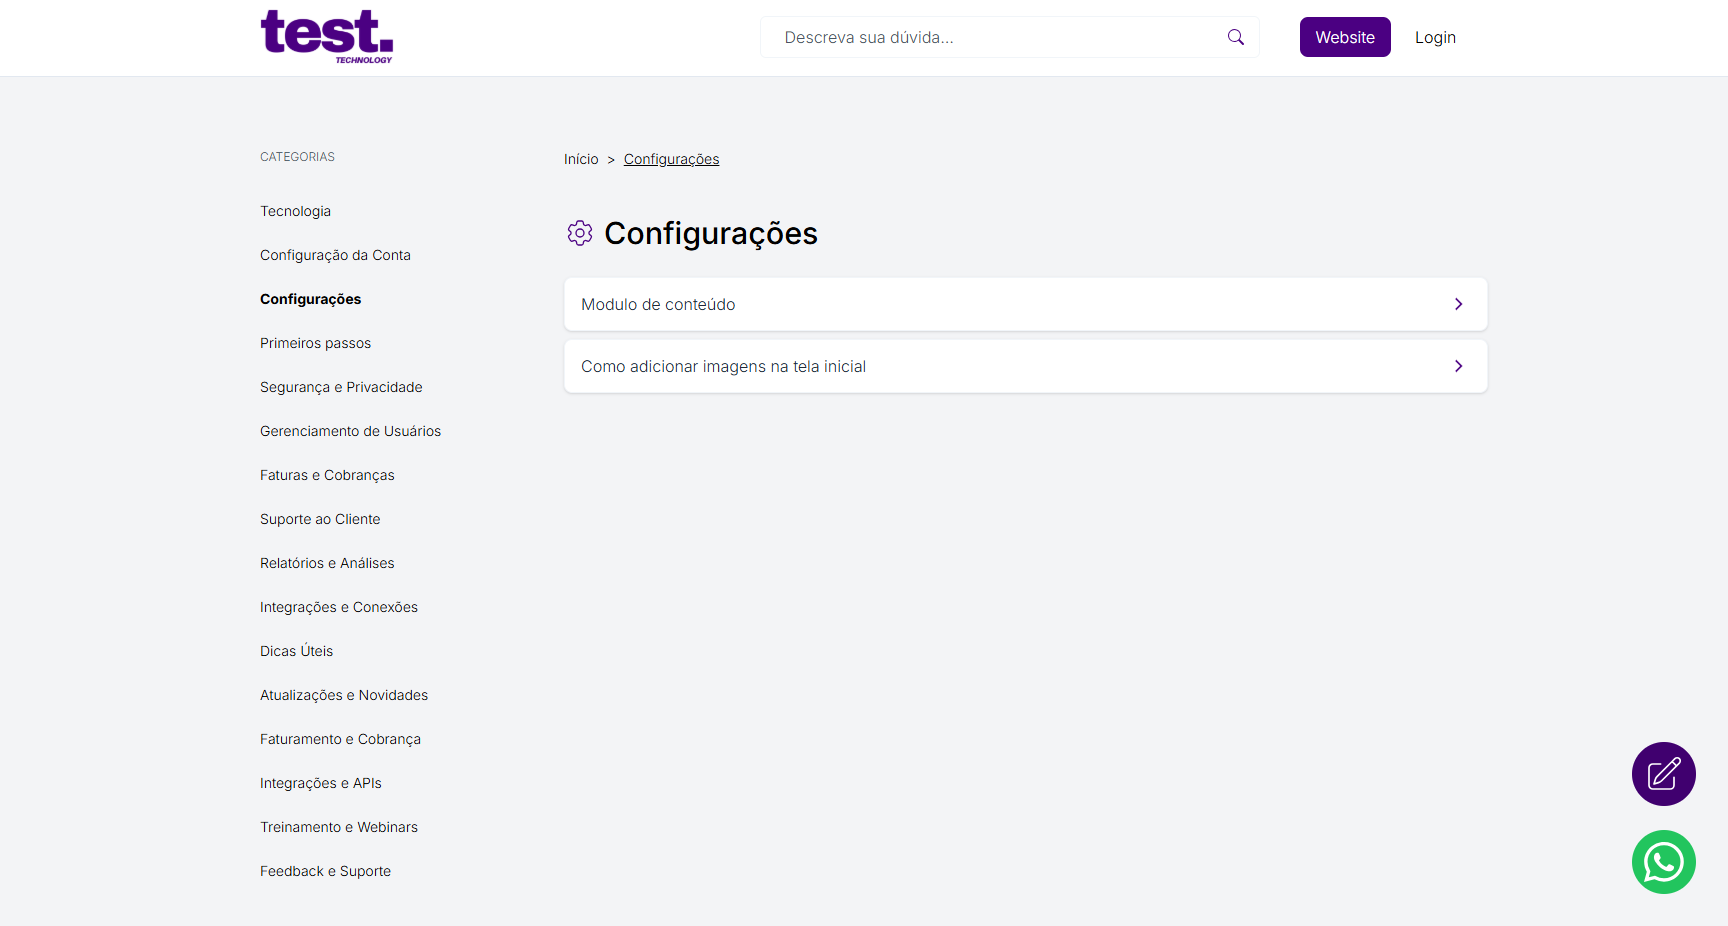 test.
TECHNOLOGY
Descreva sua dúvida...
Website
Login
CATEGORIAS
Tecnologia
Configuração da Conta
Configurações
Primeiros passos
Segurança e Privacidade
Gerenciamento de Usuários
Faturas e Cobranças
Suporte ao Cliente
Relatórios e Análises
Integrações e Conexões
Dicas Úteis
Atualizações e Novidades
Faturamento e Cobrança
Integrações e APIs
Treinamento e Webinars
Feedback e Suporte
Início > Configurações
Configurações
Modulo de conteúdo
Como adicionar imagens na tela inicial